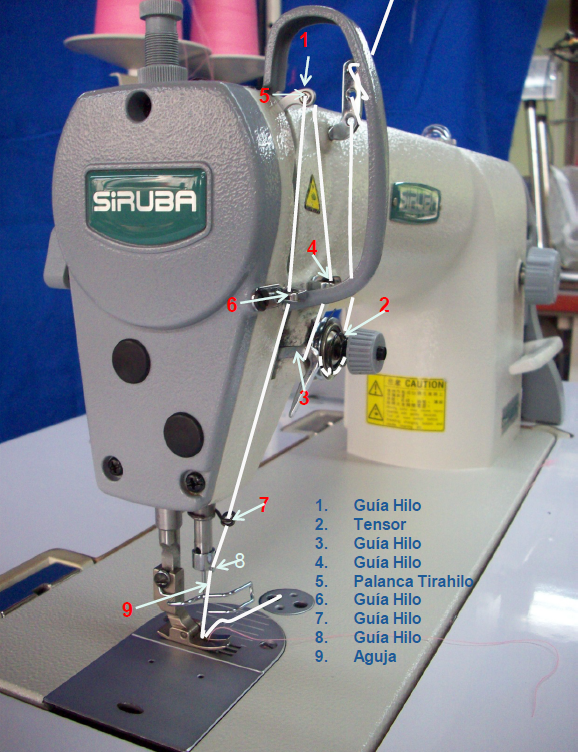 1
5
SiRUBA
SIRUBA
4
6
2
CAUTION
3
7
8
9
1. Guía Hilo
2. Tensor
3. Guía Hilo
4. Guía Hilo
5. Palanca Tirahilo
6. Guía Hilo
7. Guía Hilo
8. Guía Hilo
9. Aguja